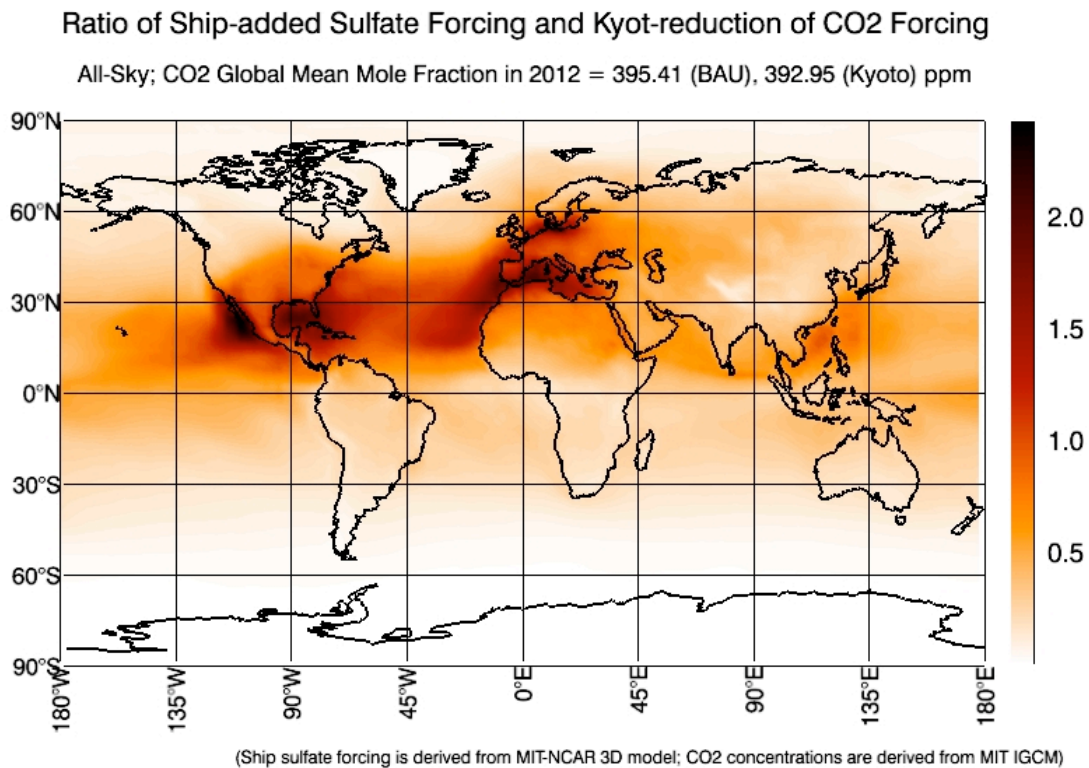 Ratio of Ship-added Sulfate Forcing and Kyot-reduction of CO2 Forcing
All-Sky; CO2 Global Mean Mole Fraction in 2012 = 395.41 (BAU), 392.95 (Kyoto) ppm
90°N
60°N
30°N
0°N
30°S
60°S
90°S
2.0
1.5
1.0
0.5
180°W
135°W
90°W
45°W
0°E
45°E
90°E
135°E
180°E
(Ship sulfate forcing is derived from MIT-NCAR 3D model; CO2 concentrations are derived from MIT IGCM)